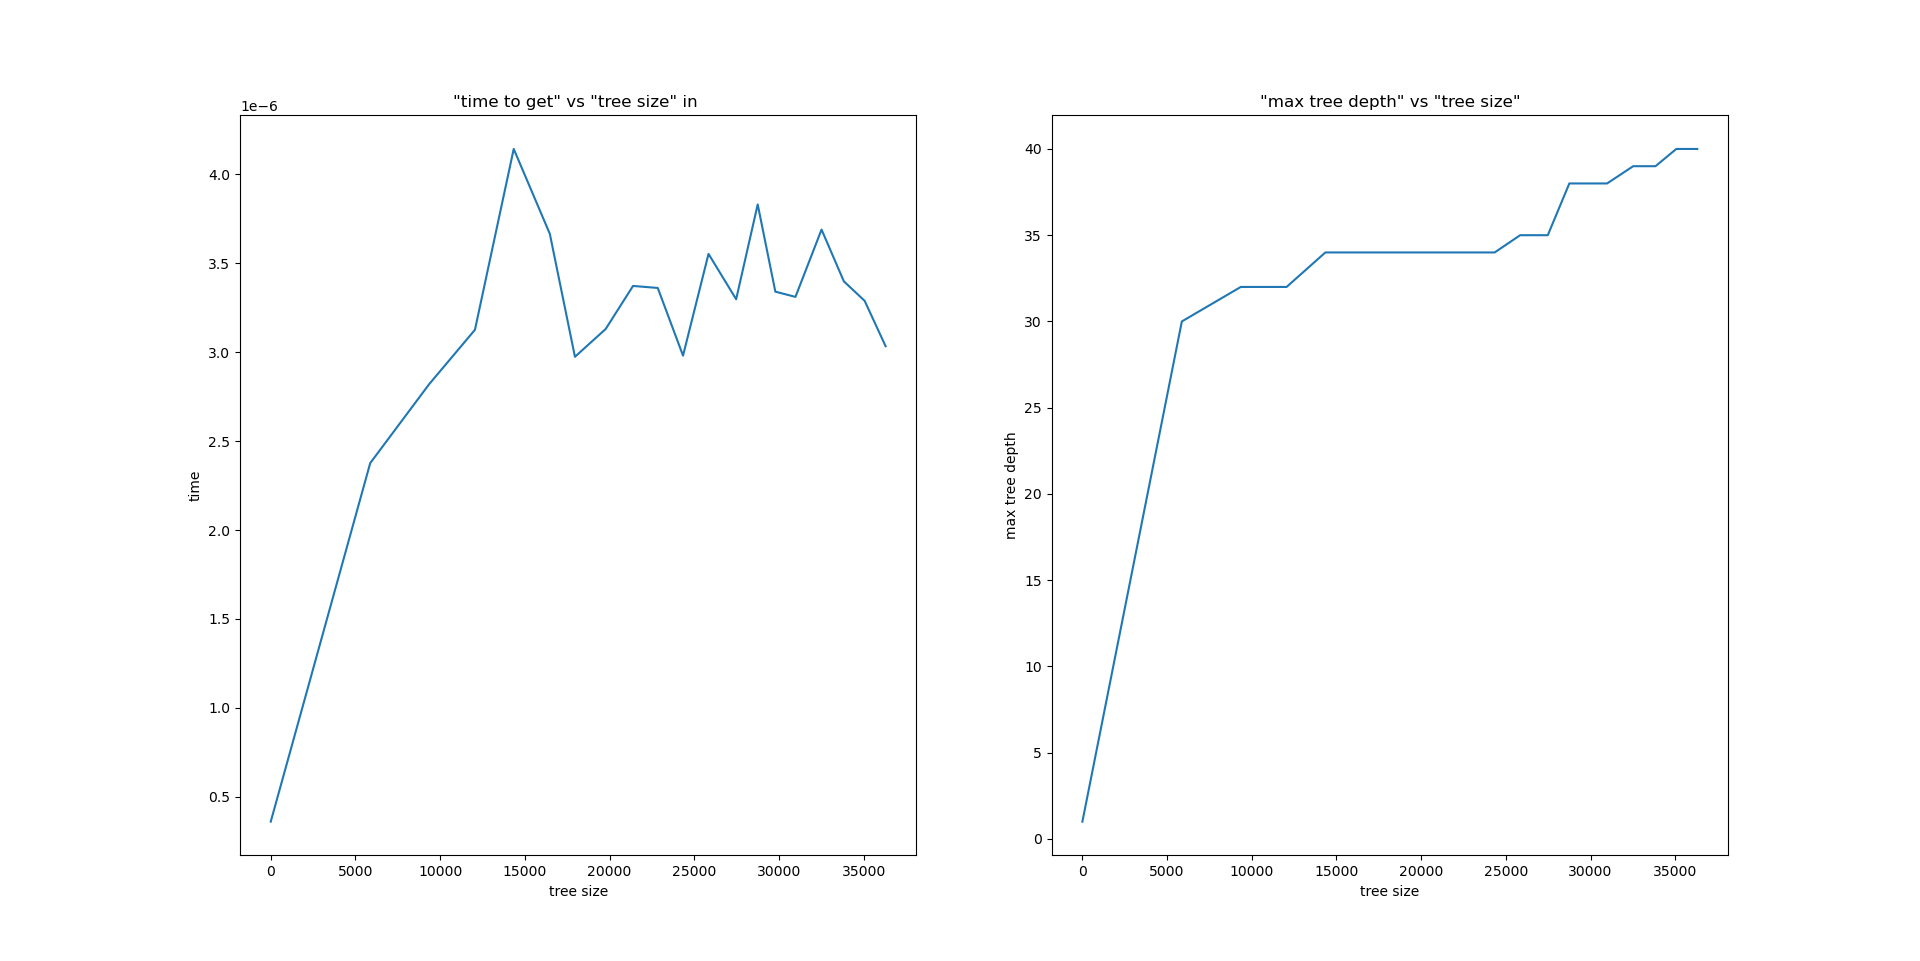 "time to get" vs "tree size" in
1e−6
4.0
3.5
3.0
2.5
2.0
1.5
1.0
0.5
time
0 5000 10000 15000 20000 25000 30000 35000
tree size
"max tree depth" vs "tree size"
40
35
30
25
20
15
10
5
0
max tree depth
0 5000 10000 15000 20000 25000 30000 35000
tree size